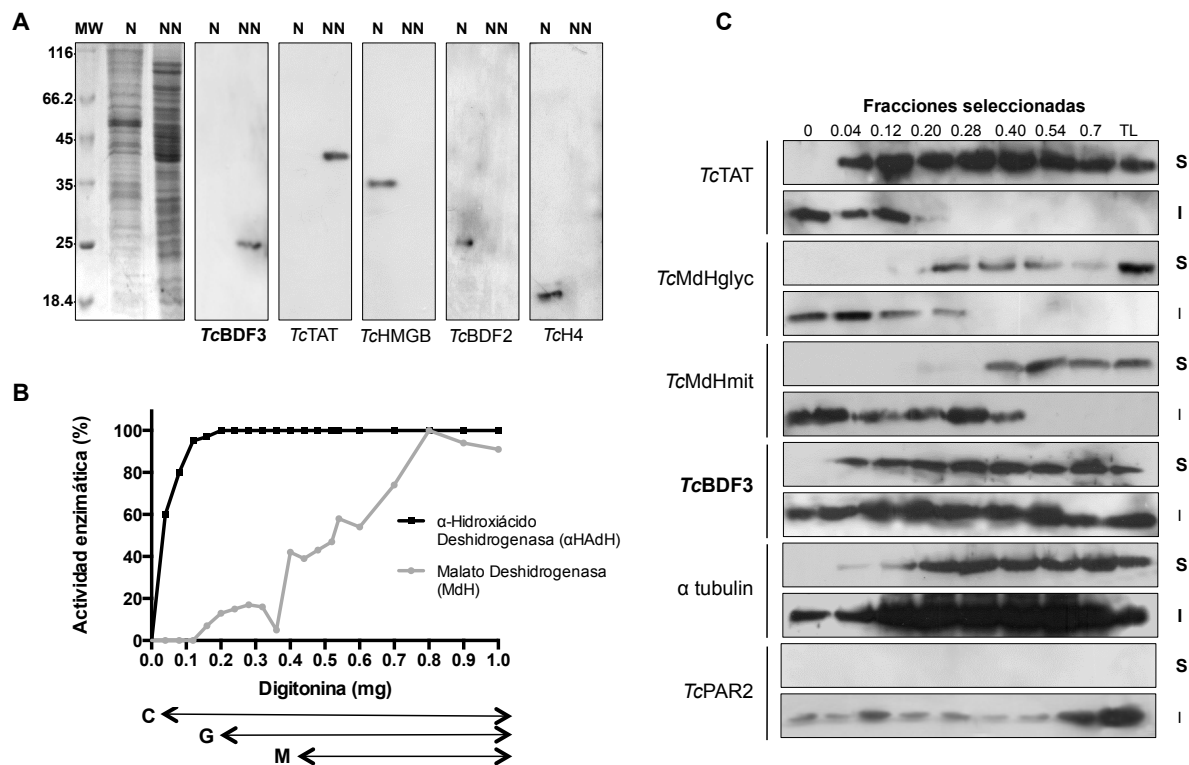 A
MW N NN N NN N NN N NN N NN N NN
116
66.2
45
35
25
18.4
TcBDF3 TcTAT TcHMGB TcBDF2 TcH4
B
Actividad enzimática (%)
100
80
60
40
20
0
0.0 0.1 0.2 0.3 0.4 0.5 0.6 0.7 0.8 0.9 1.0
Digitonina (mg)
α-Hidroxiácido
Deshidrogenasa (αHAdH)
Malato Deshidrogenasa
(MdH)
C
G
M
C
Fracciones seleccionadas
0 0.04 0.12 0.20 0.28 0.40 0.54 0.7 TL
TcTAT
S
I
TcMdHglyc
S
I
TcMdHmit
S
I
TcBDF3
S
I
α tubulin
S
I
TcPAR2
S
I